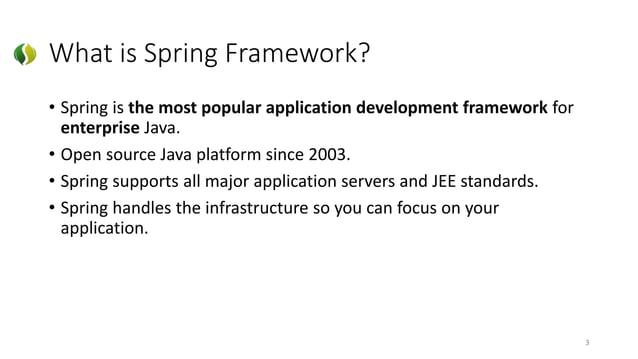 What is Spring Framework?
• Spring is the most popular application development framework for
enterprise Java.
• Open source Java platform since 2003.
• Spring supports all major application servers and JEE standards.
• Spring handles the infrastructure so you can focus on your
application.
3